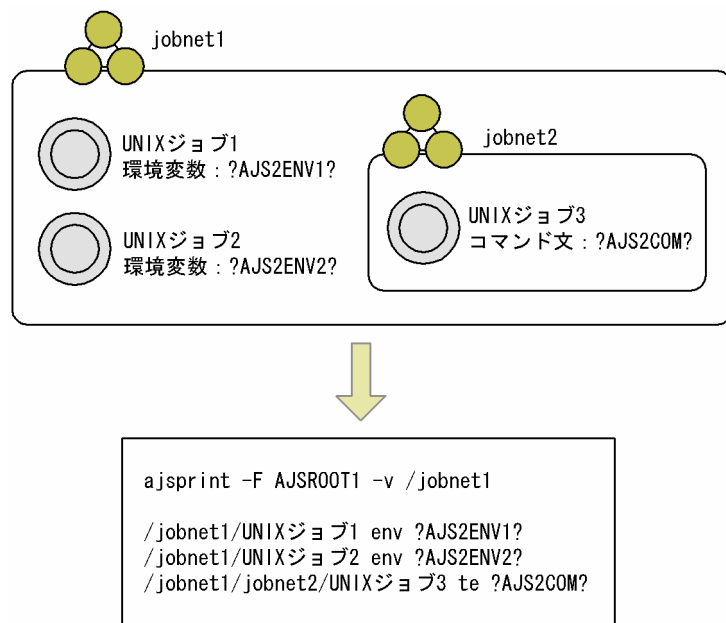 jobnet1
UNIXジョブ1
環境変数：?AJS2ENV1?
UNIXジョブ2
環境変数：?AJS2ENV2?
jobnet2
UNIXジョブ3
コマンド文：?AJS2COM?
ajsprint -F AJSROOT1 -v /jobnet1
/jobnet1/UNIXジョブ1 env ?AJS2ENV1?
/jobnet1/UNIXジョブ2 env ?AJS2ENV2?
/jobnet1/jobnet2/UNIXジョブ3 te ?AJS2COM?